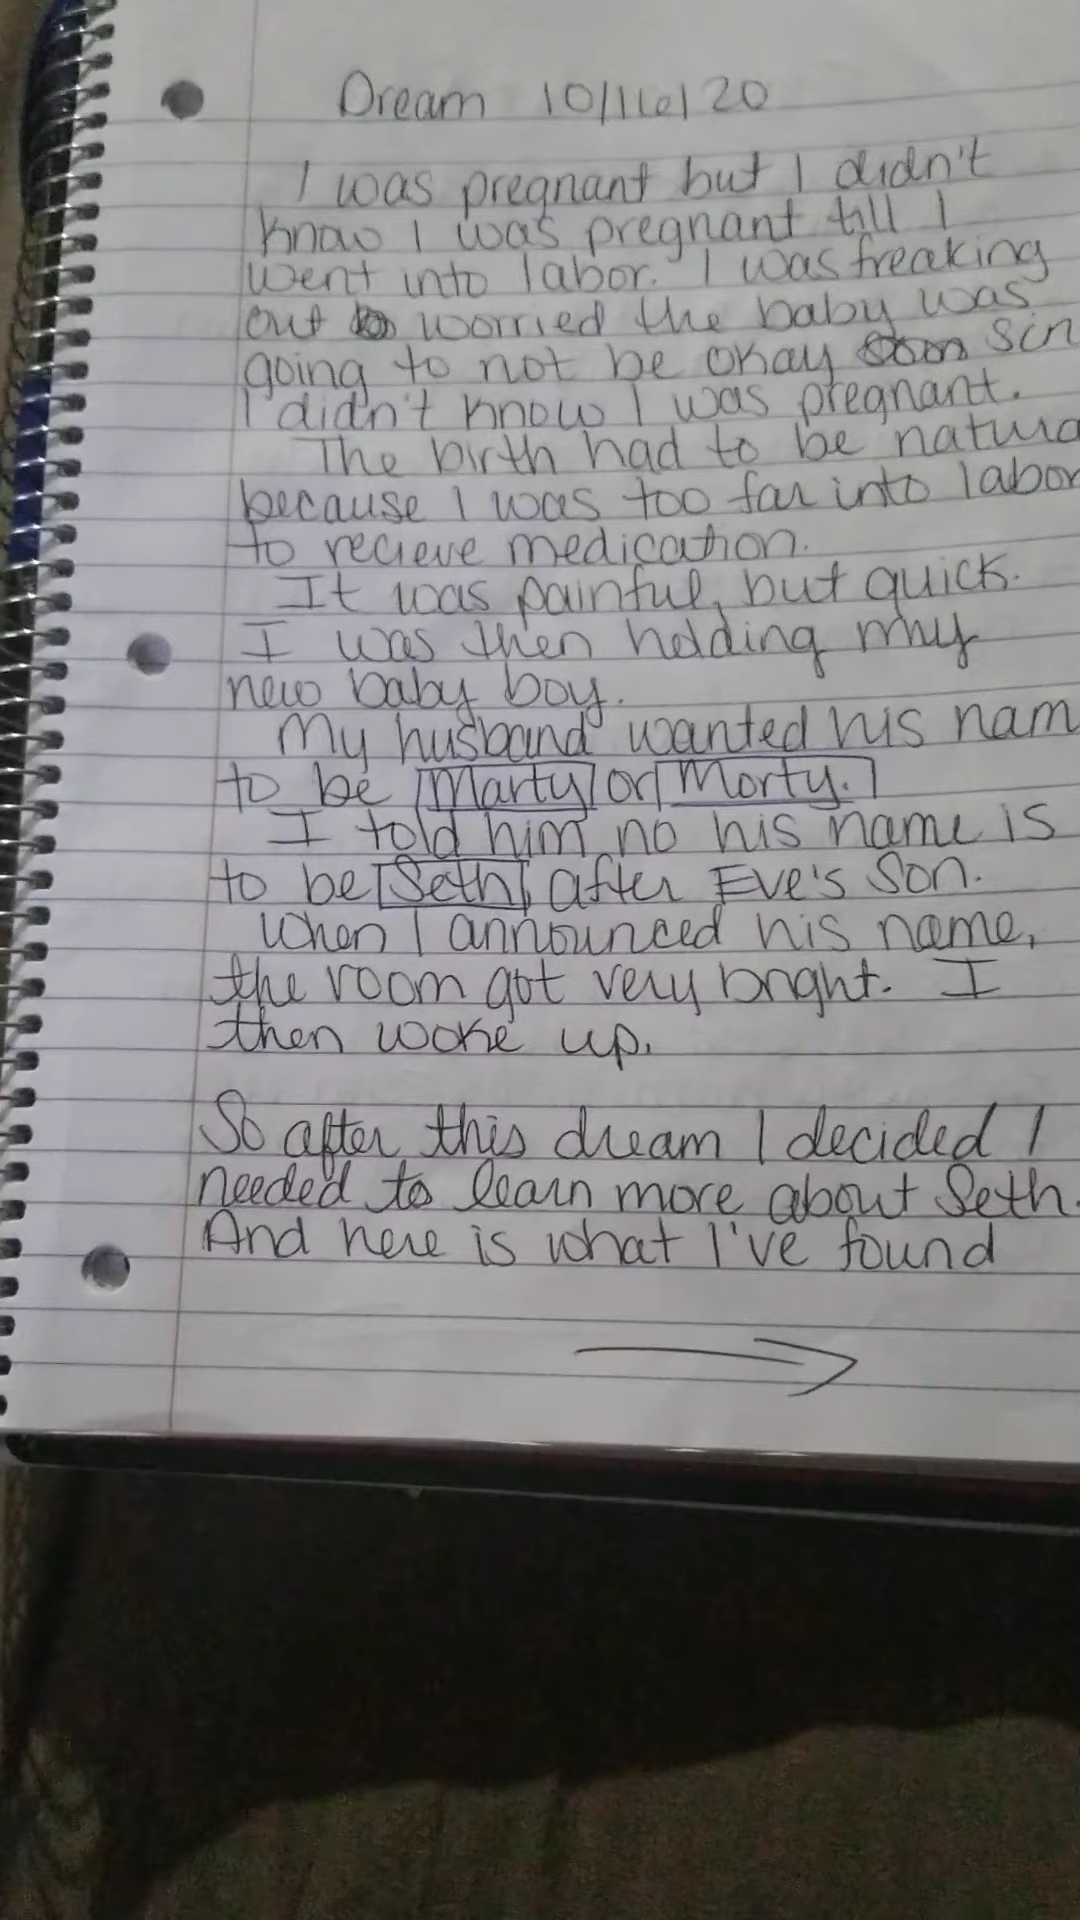 Dream 10/16/20
I was pregnant but I didn't
know I was pregnant till I
went into labor. I was freaking
out worried the baby was
going to not be okay sin
I didn't know I was pregnant.
The birth had to be natura
because I was too far into labor
to recieve medication.
It was painful, but quick.
I was then holding my
new baby boy.
My husband wanted his nam
to be Marty or Morty.
I told him no his name is
to be Seth, after Eve's Son.
When I announced his name,
the room got very bright. I
then woke up.
So after this dream I decided I
needed to learn more about Seth.
And here is what I've found